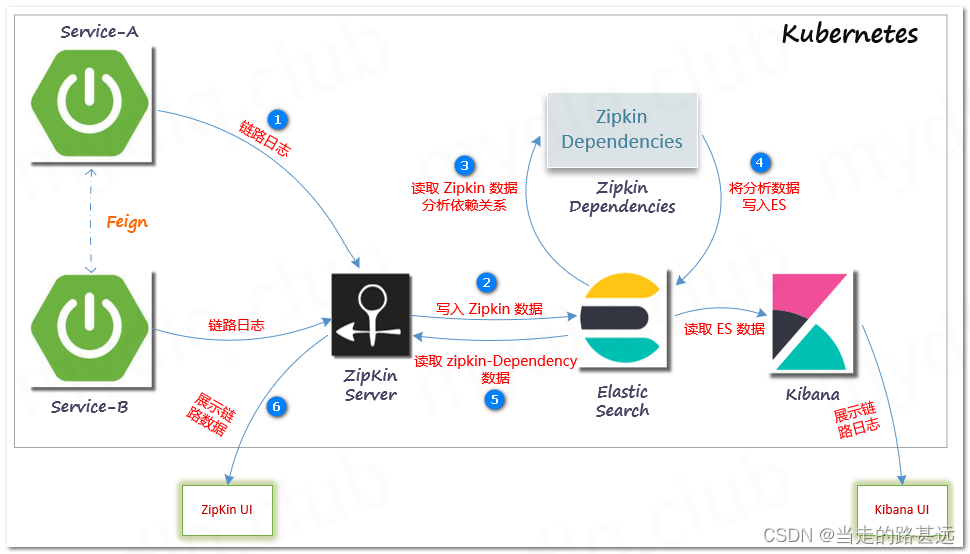 Service-A
Kubernetes
1
链路日志
Zipkin
Dependencies
3
读取 Zipkin 数据
分析依赖关系
4
将分析数据
写入ES
Zipkin
Dependencies
Feign
2
写入 Zipkin 数据
链路日志
读取 ES 数据
读取 zipkin-Dependency
数据
5
ZipKin
Server
Elastic
Search
Kibana
Service-B
6
展示链
路数据
展示链
路日志
ZipKin UI
Kibana UI
CSDN @当走的路甚远